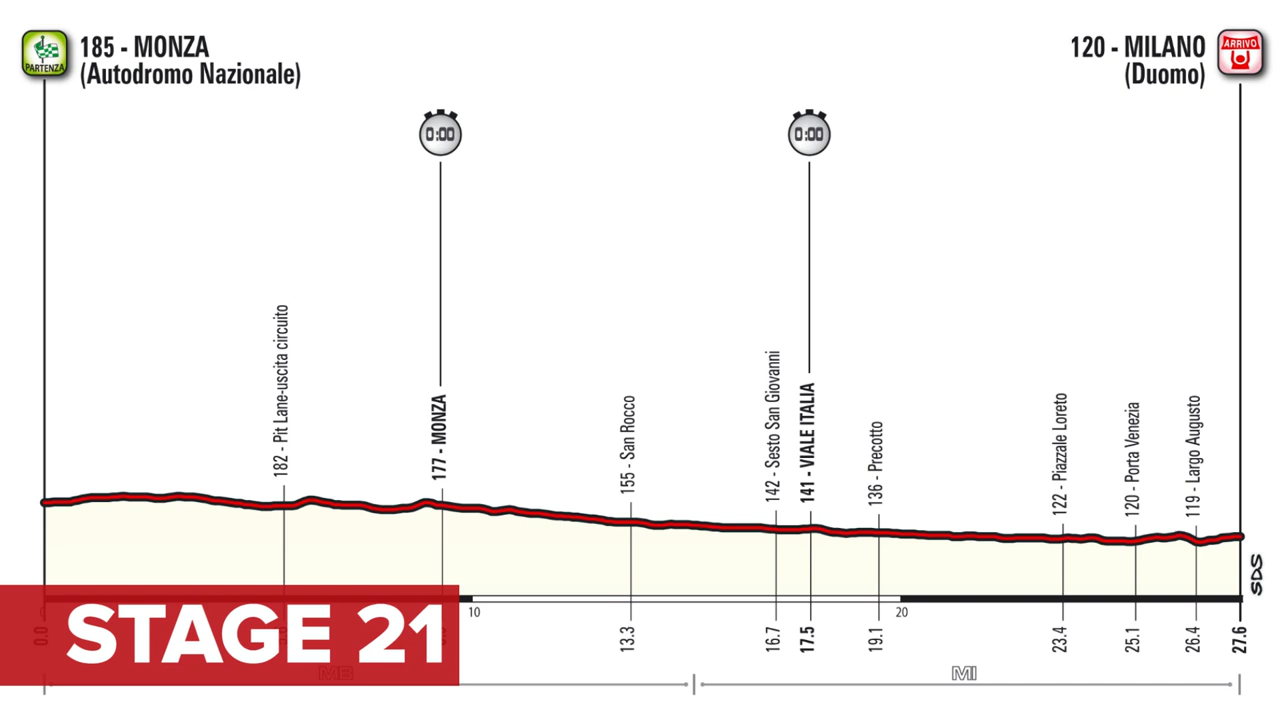 185 - MONZA
(Autodromo Nazionale)
PARTENZA
120 - MILANO
(Duomo)
ARRIVO
0:00
0:00
182 - Pit Lane-uscita circuito
177 - MONZA
155 - San Rocco
142 - Sesto San Giovanni
141 - VIALE ITALIA
136 - Precotto
122 - Piazzale Loreto
120 - Porta Venezia
119 - Largo Augusto
SDS
10
20
0.0
13.3
16.7
17.5
19.1
23.4
25.1
26.4
27.6
STAGE 21
MB
MI